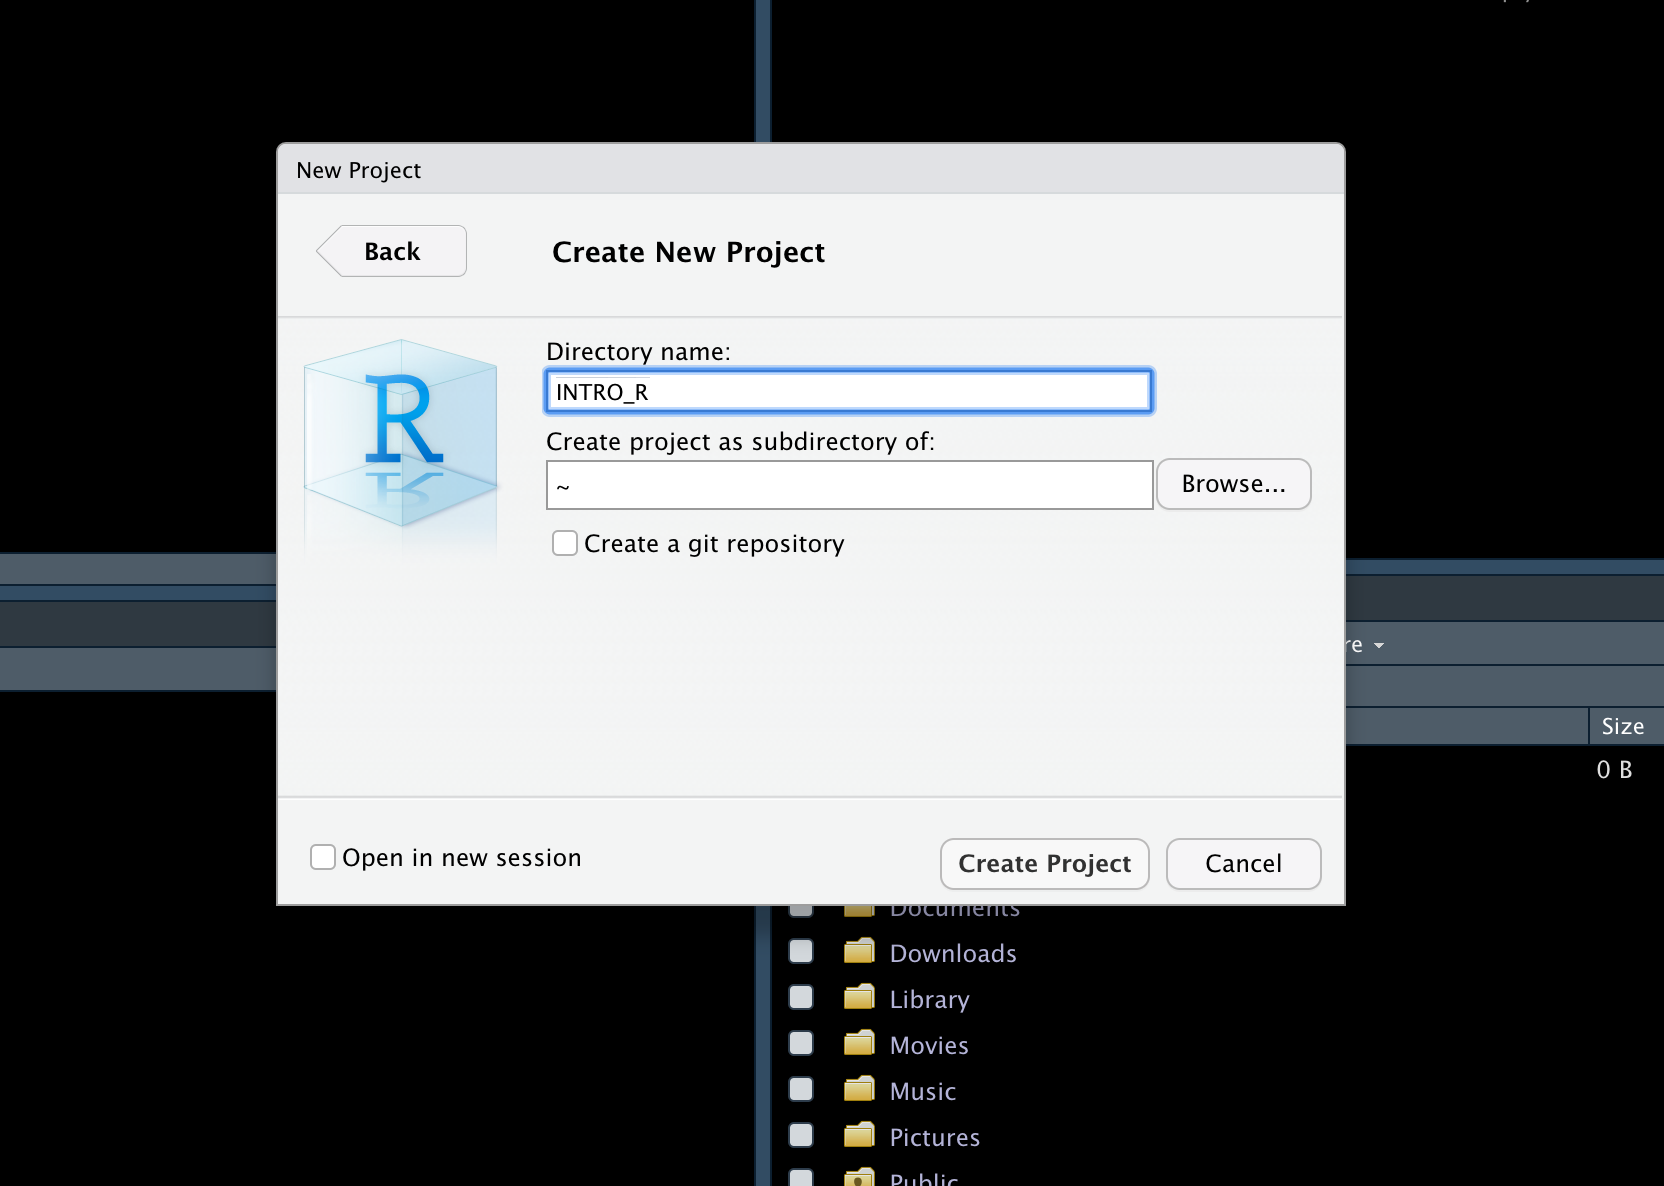 New Project
Back
Create New Project
Directory name:
INTRO_R
Create project as subdirectory of:
~
Browse...
Create a git repository
R
re
Size
0 B
Open in new session
Create Project
Cancel
Documents
Downloads
Library
Movies
Music
Pictures
Public